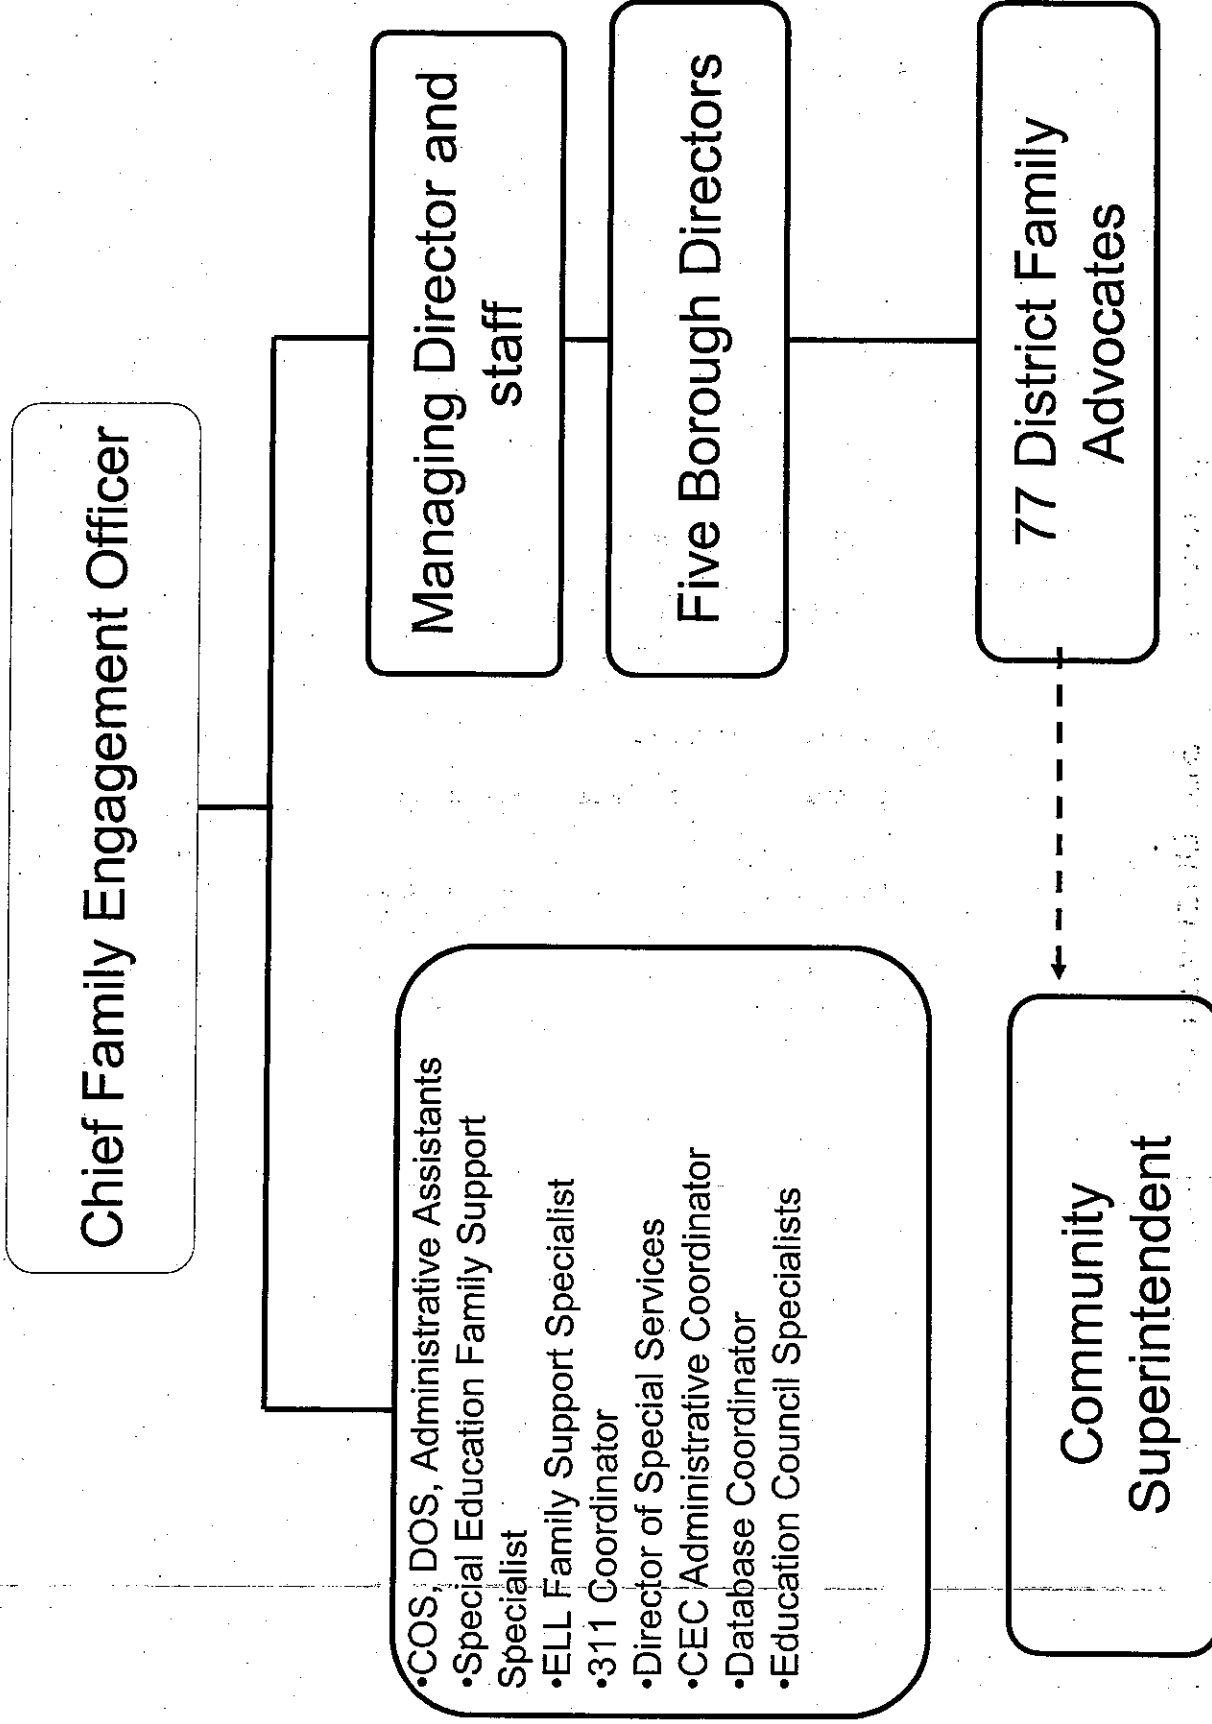 Chief Family Engagement Officer
•COS, DOS, Administrative Assistants
•Special Education Family Support
Specialist
•ELL Family Support Specialist
•311 Coordinator
•Director of Special Services
•CEC Administrative Coordinator
•Database Coordinator
•Education Council Specialists
Managing Director and
staff
Five Borough Directors
77 District Family
Advocates
Community
Superintendent